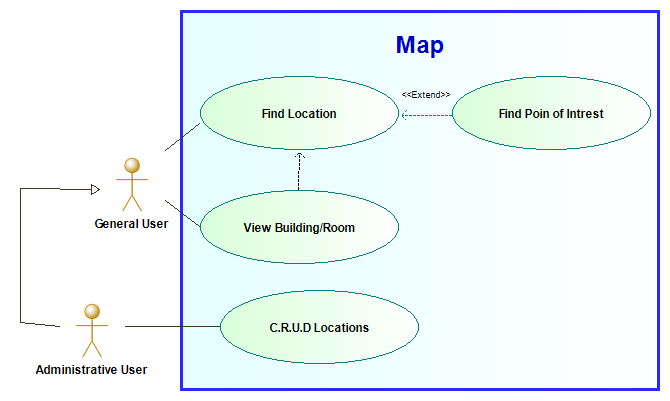 Map
<<Extend>>
Find Location
Find Poin of Intrest
General User
View Building/Room
C.R.U.D Locations
Administrative User